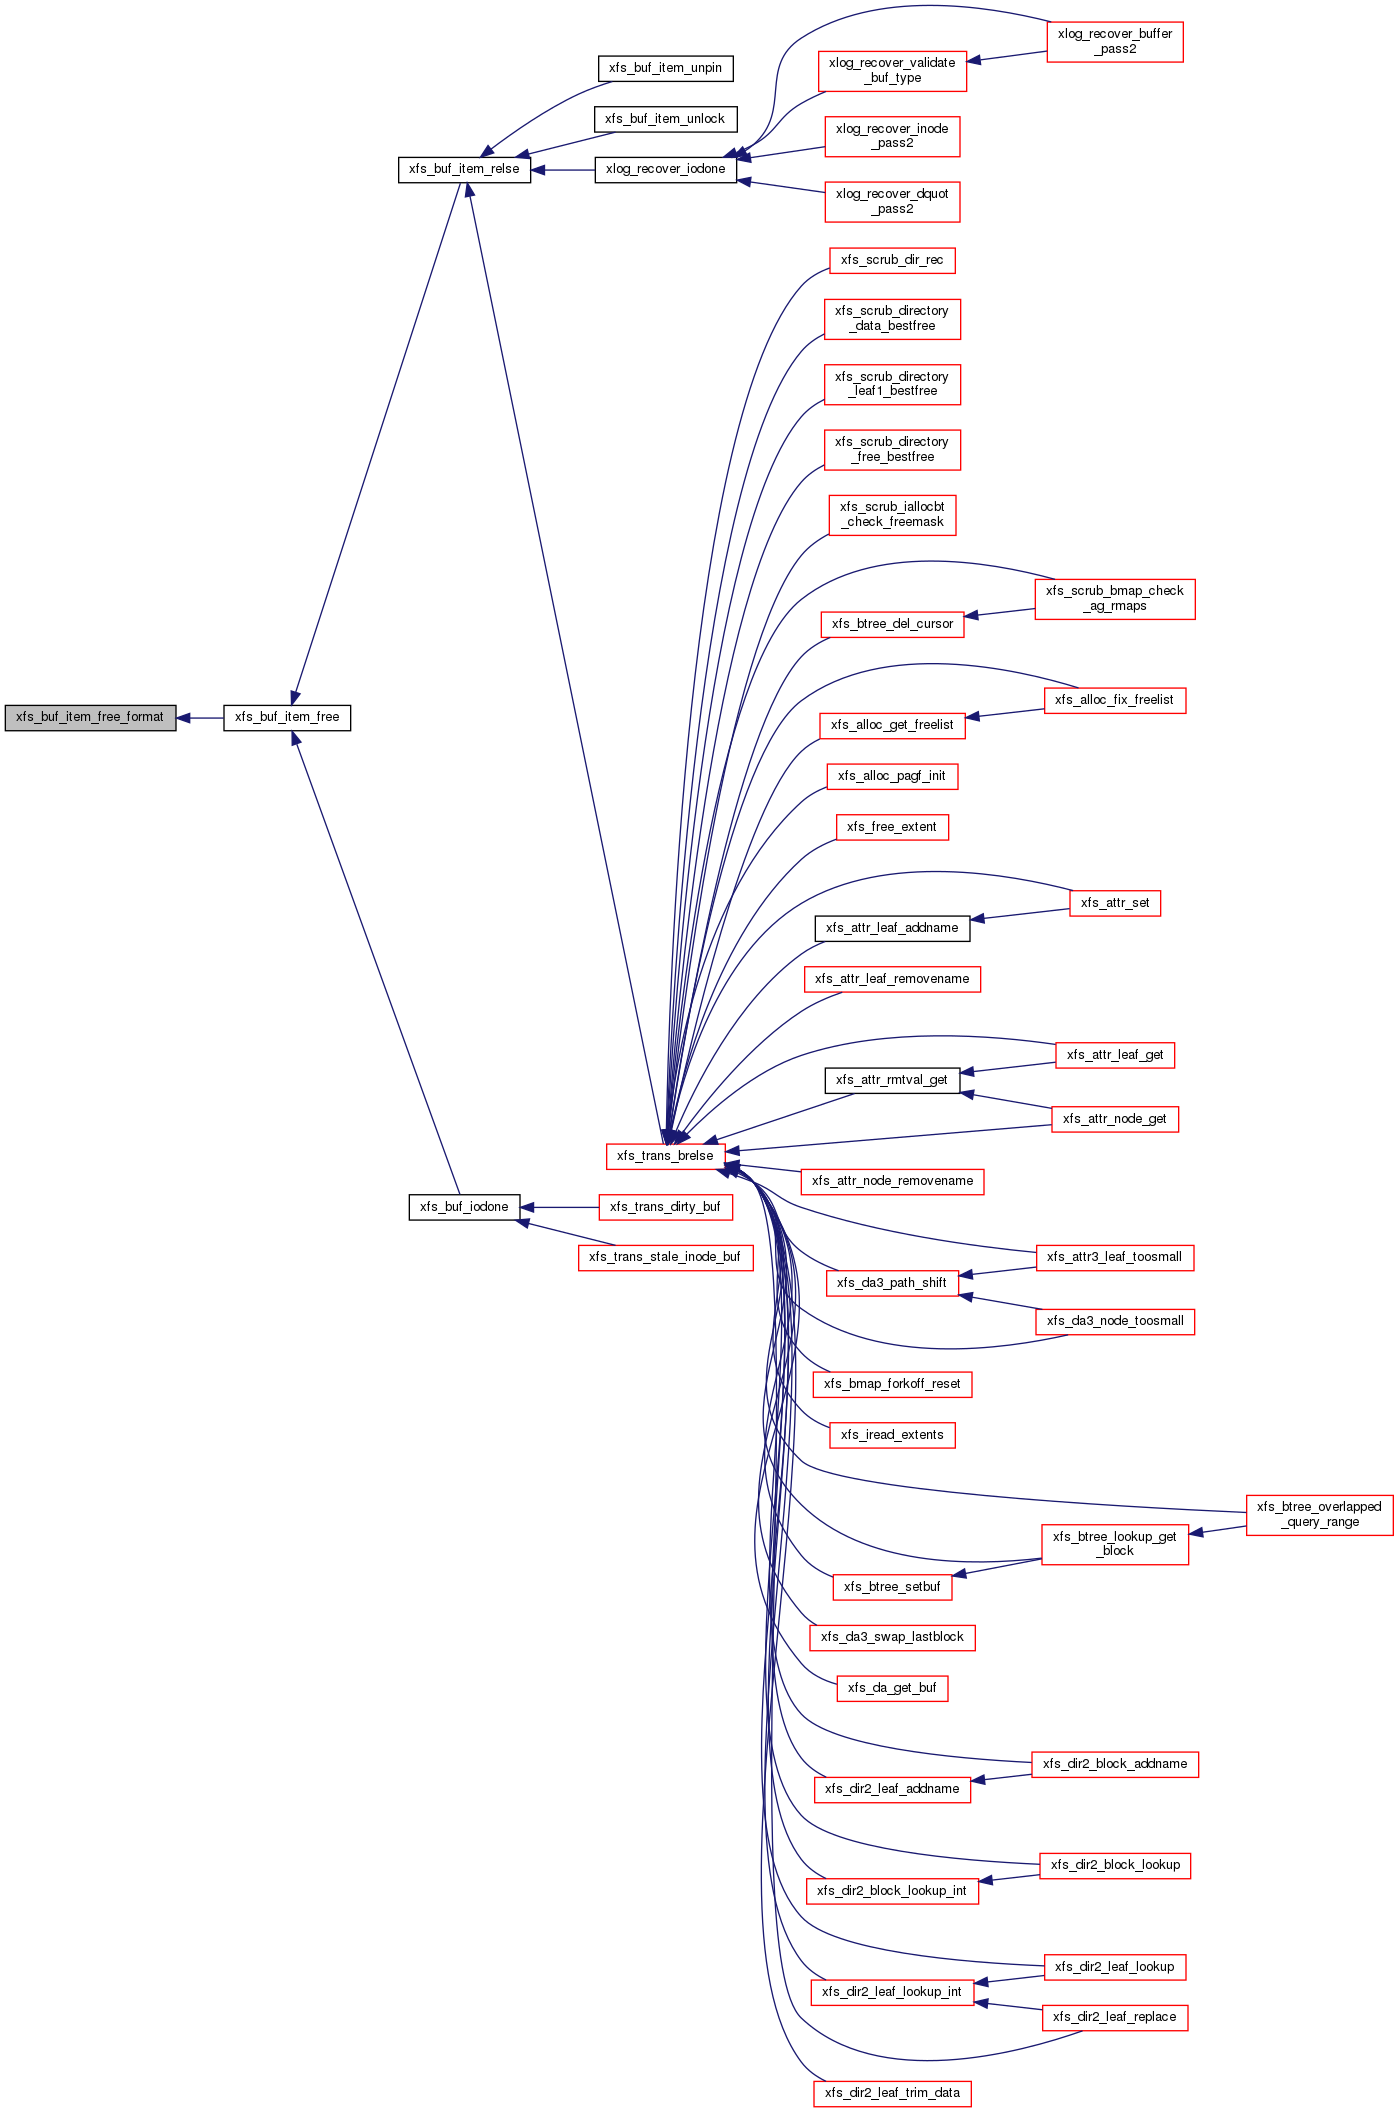 xlog_recover_buffer
_pass2
xfs_buf_item_unpin
xlog_recover_validate
_buf_type
xfs_buf_item_unlock
xlog_recover_inode
_pass2
xfs_buf_item_relse
xlog_recover_iodone
xlog_recover_dquot
_pass2
xfs_scrub_dir_rec
xfs_scrub_directory
_data_bestfree
xfs_scrub_directory
_leaf1_bestfree
xfs_scrub_directory
_free_bestfree
xfs_scrub_iallocbt
_check_freemask
xfs_scrub_bmap_check
_ag_rmaps
xfs_btree_del_cursor
xfs_alloc_fix_freelist
xfs_buf_item_free_format
xfs_buf_item_free
xfs_alloc_get_freelist
xfs_alloc_pagf_init
xfs_free_extent
xfs_attr_set
xfs_attr_leaf_addname
xfs_attr_leaf_removename
xfs_attr_leaf_get
xfs_attr_rmtval_get
xfs_attr_node_get
xfs_trans_brelse
xfs_attr_node_removename
xfs_buf_iodone
xfs_trans_dirty_buf
xfs_trans_stale_inode_buf
xfs_attr3_leaf_toosmall
xfs_da3_path_shift
xfs_da3_node_toosmall
xfs_bmap_forkoff_reset
xfs_iread_extents
xfs_btree_overlapped
_query_range
xfs_btree_lookup_get
_block
xfs_btree_setbuf
xfs_da3_swap_lastblock
xfs_da_get_buf
xfs_dir2_block_addname
xfs_dir2_leaf_addname
xfs_dir2_block_lookup
xfs_dir2_block_lookup_int
xfs_dir2_leaf_lookup
xfs_dir2_leaf_lookup_int
xfs_dir2_leaf_replace
xfs_dir2_leaf_trim_data